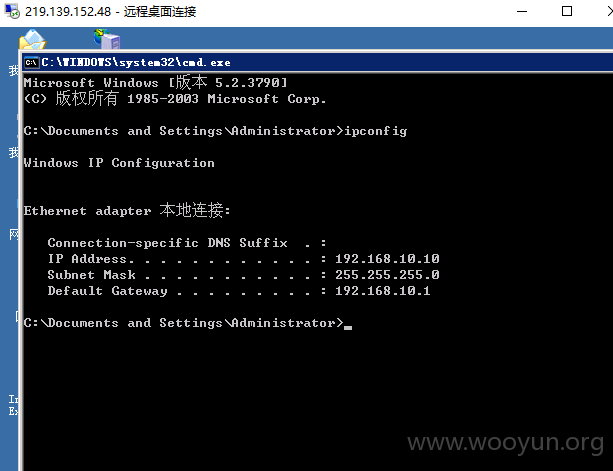 219.139.152.48 - 远程桌面连接
C:\WINDOWS\system32\cmd.exe
Microsoft Windows [版本 5.2.3790]
(C) 版权所有 1985-2003 Microsoft Corp.
C:\Documents and Settings\Administrator>ipconfig
Windows IP Configuration
Ethernet adapter 本地连接:
Connection-specific DNS Suffix  . :
IP Address. . . . . . . . . . . . : 192.168.10.10
Subnet Mask . . . . . . . . . . . : 255.255.255.0
Default Gateway . . . . . . . . . : 192.168.10.1
C:\Documents and Settings\Administrator>
www.wooyun.org